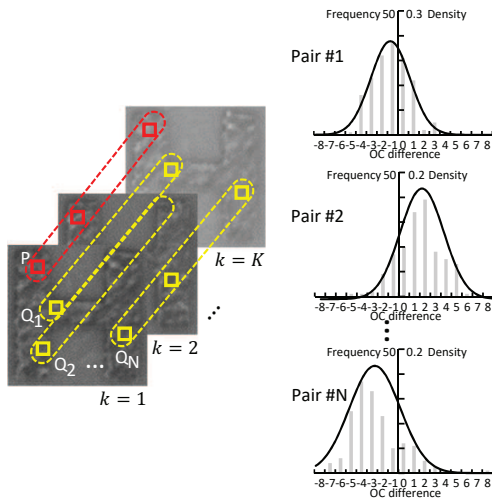 P
Q1
Q2
...
QN
k = 1
k = 2
...
k = K
Frequency 50 0.3 Density
Pair #1
-8-7-6-5-4-3-2-1 0 1 2 3 4 5 6 7 8
OC difference
Frequency 50 0.2 Density
Pair #2
-8-7-6-5-4-3-2-1 0 1 2 3 4 5 6 7 8
OC difference
Frequency 50 0.2 Density
Pair #N
-8-7-6-5-4-3-2-1 0 1 2 3 4 5 6 7 8
OC difference